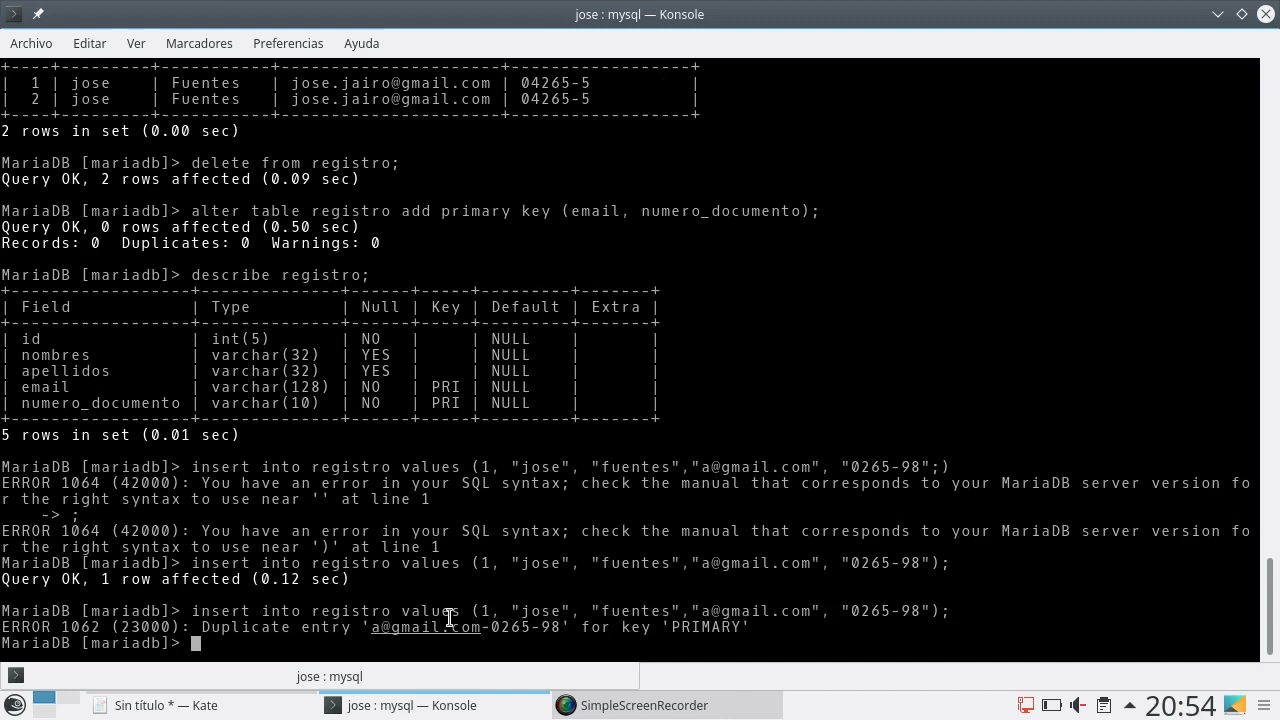 jose : mysql — Konsole
Archivo Editar Ver Marcadores Preferencias Ayuda
+----+---------+-----------+----------------------+------------------+
|  1 | jose    | Fuentes   | jose.jairo@gmail.com | 04265-5          |
|  2 | jose    | Fuentes   | jose.jairo@gmail.com | 04265-5          |
+----+---------+-----------+----------------------+------------------+
2 rows in set (0.00 sec)
MariaDB [mariadb]> delete from registro;
Query OK, 2 rows affected (0.09 sec)
MariaDB [mariadb]> alter table registro add primary key (email, numero_documento);
Query OK, 0 rows affected (0.50 sec)
Records: 0  Duplicates: 0  Warnings: 0
MariaDB [mariadb]> describe registro;
+------------------+--------------+------+-----+---------+-------+
| Field            | Type         | Null | Key | Default | Extra |
+------------------+--------------+------+-----+---------+-------+
| id               | int(5)       | NO   |     | NULL    |       |
| nombres          | varchar(32)  | YES  |     | NULL    |       |
| apellidos        | varchar(32)  | YES  |     | NULL    |       |
| email            | varchar(128) | NO   | PRI | NULL    |       |
| numero_documento | varchar(10)  | NO   | PRI | NULL    |       |
+------------------+--------------+------+-----+---------+-------+
5 rows in set (0.01 sec)
MariaDB [mariadb]> insert into registro values (1, "jose", "fuentes","a@gmail.com", "0265-98";)
ERROR 1064 (42000): You have an error in your SQL syntax; check the manual that corresponds to your MariaDB server version fo
r the right syntax to use near '' at line 1
    -> ;
ERROR 1064 (42000): You have an error in your SQL syntax; check the manual that corresponds to your MariaDB server version fo
r the right syntax to use near ')' at line 1
MariaDB [mariadb]> insert into registro values (1, "jose", "fuentes","a@gmail.com", "0265-98");
Query OK, 1 row affected (0.12 sec)
MariaDB [mariadb]> insert into registro values (1, "jose", "fuentes","a@gmail.com", "0265-98");
ERROR 1062 (23000): Duplicate entry 'a@gmail.com-0265-98' for key 'PRIMARY'
MariaDB [mariadb]>
jose : mysql
Sin título * — Kate jose : mysql — Konsole SimpleScreenRecorder 20:54